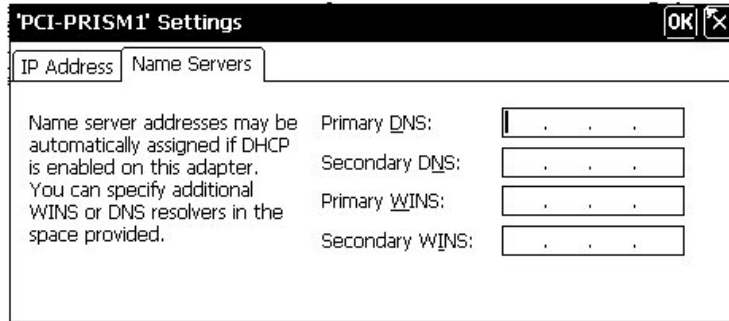 'PCI-PRISM1' Settings OK
IP Address Name Servers
Name server addresses may be
automatically assigned if DHCP
is enabled on this adapter.
You can specify additional
WINS or DNS resolvers in the
space provided.
Primary DNS:
Secondary DNS:
Primary WINS:
Secondary WINS: